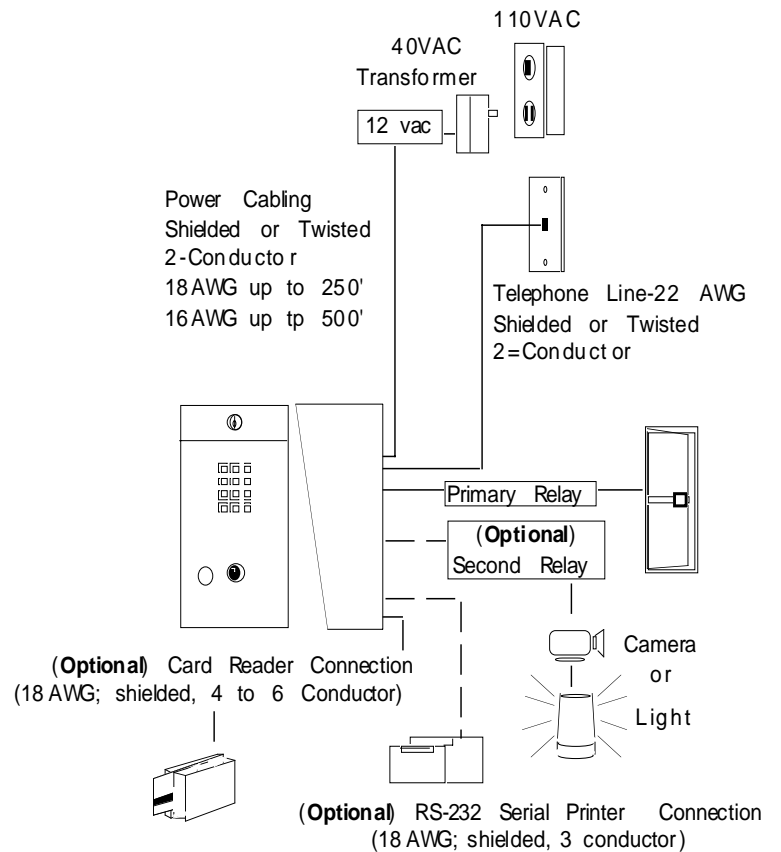 110VAC
40VAC
Transformer
12 vac
Power Cabling
Shielded or Twisted
2-Conductor
18AWG up to 250'
16AWG up tp 500'
Telephone Line-22 AWG
Shielded or Twisted
2=Conductor
Primary Relay
(Optional)
Second Relay
Camera
or
Light
(Optional) Card Reader Connection
(18 AWG; shielded, 4 to 6 Conductor)
(Optional) RS-232 Serial Printer Connection
(18 AWG; shielded, 3 conductor)